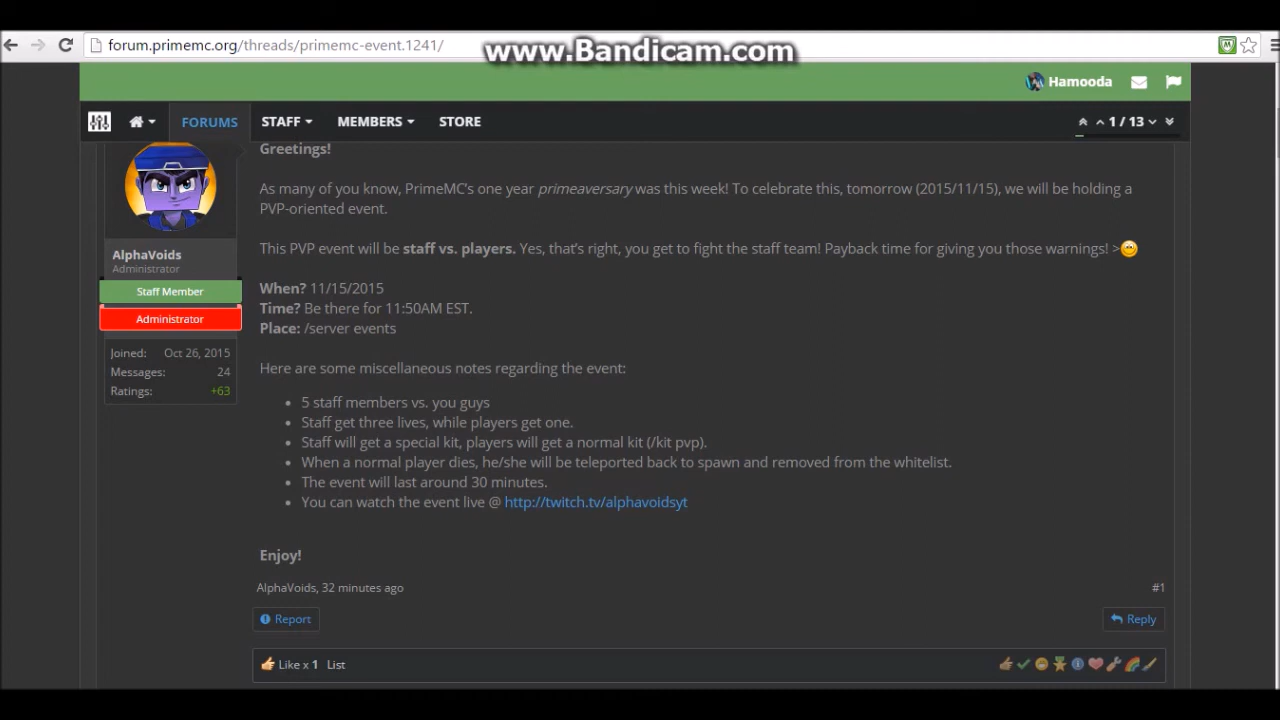 forum.primemc.org/threads/primemc-event.1241/
www.Bandicam.com
Hamooda
FORUMS STAFF MEMBERS STORE 1 / 13
Greetings!
As many of you know, PrimeMC's one year primeaversary was this week! To celebrate this, tomorrow (2015/11/15), we will be holding a
PVP-oriented event.
This PVP event will be staff vs. players. Yes, that's right, you get to fight the staff team! Payback time for giving you those warnings! >
AlphaVoids
Administrator
Staff Member
Administrator
Joined: Oct 26, 2015
Messages: 24
Ratings: +63
When? 11/15/2015
Time? Be there for 11:50AM EST.
Place: /server events
Here are some miscellaneous notes regarding the event:
• 5 staff members vs. you guys
• Staff get three lives, while players get one.
• Staff will get a special kit, players will get a normal kit (/kit pvp).
• When a normal player dies, he/she will be teleported back to spawn and removed from the whitelist.
• The event will last around 30 minutes.
• You can watch the event live @ http://twitch.tv/alphavoidsyt
Enjoy!
AlphaVoids, 32 minutes ago #1
Report Reply
Like x 1 List